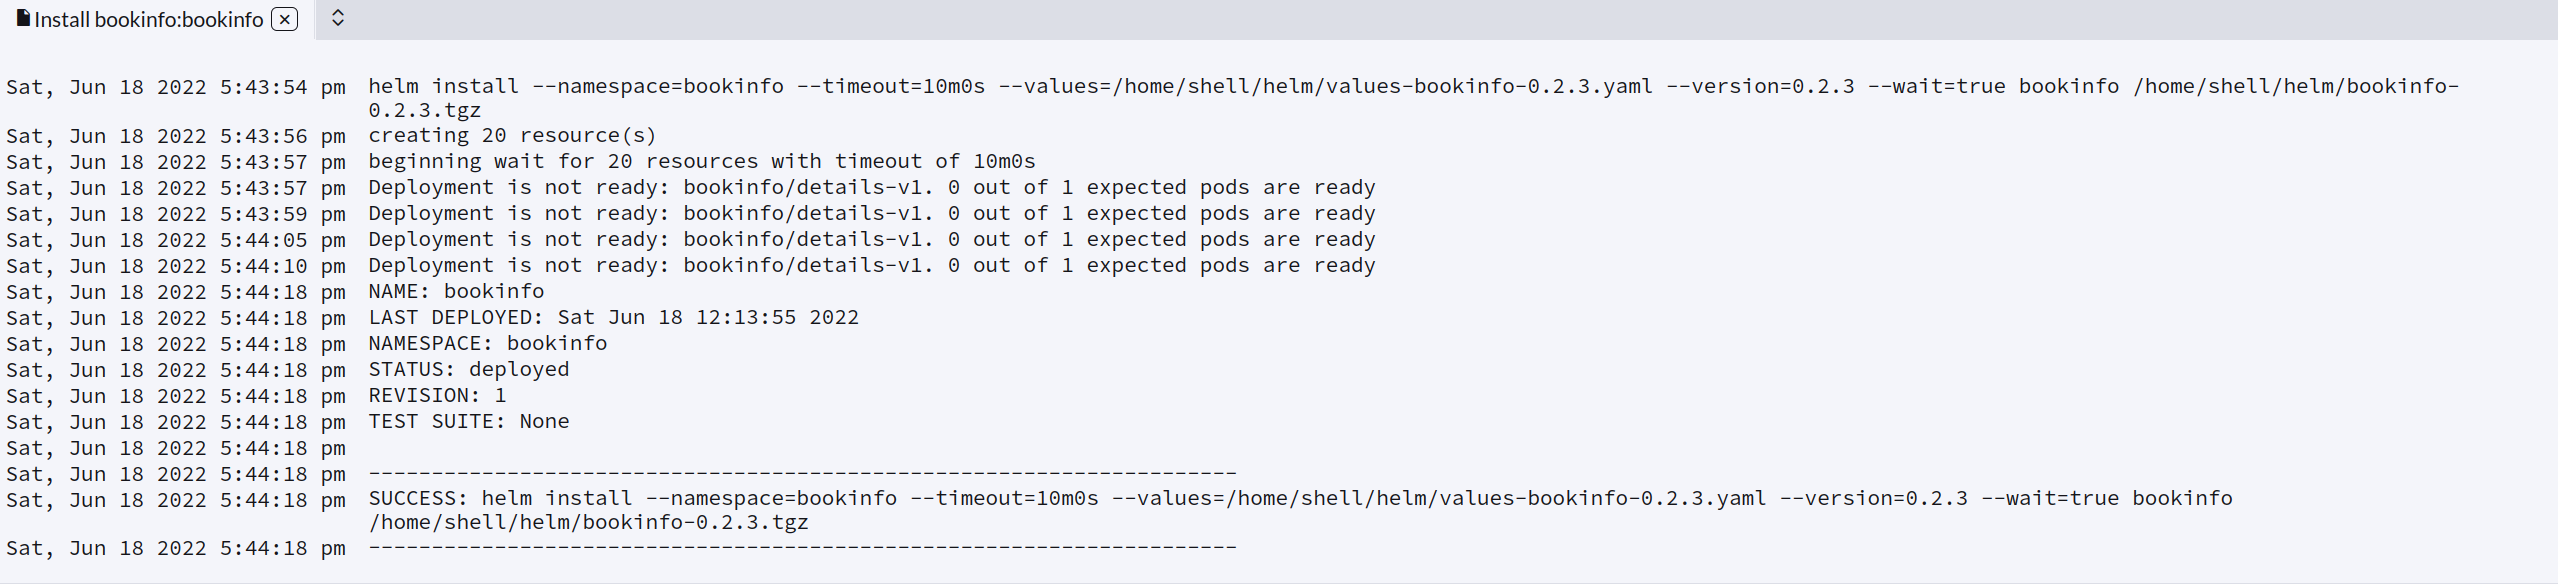 Install bookinfo:bookinfo
Sat, Jun 18 2022 5:43:54 pm helm install --namespace=bookinfo --timeout=10m0s --values=/home/shell/helm/values-bookinfo-0.2.3.yaml --version=0.2.3 --wait=true bookinfo /home/shell/helm/bookinfo-
0.2.3.tgz
Sat, Jun 18 2022 5:43:56 pm creating 20 resource(s)
Sat, Jun 18 2022 5:43:57 pm beginning wait for 20 resources with timeout of 10m0s
Sat, Jun 18 2022 5:43:57 pm Deployment is not ready: bookinfo/details-v1. 0 out of 1 expected pods are ready
Sat, Jun 18 2022 5:43:59 pm Deployment is not ready: bookinfo/details-v1. 0 out of 1 expected pods are ready
Sat, Jun 18 2022 5:44:05 pm Deployment is not ready: bookinfo/details-v1. 0 out of 1 expected pods are ready
Sat, Jun 18 2022 5:44:10 pm Deployment is not ready: bookinfo/details-v1. 0 out of 1 expected pods are ready
Sat, Jun 18 2022 5:44:18 pm NAME: bookinfo
Sat, Jun 18 2022 5:44:18 pm LAST DEPLOYED: Sat Jun 18 12:13:55 2022
Sat, Jun 18 2022 5:44:18 pm NAMESPACE: bookinfo
Sat, Jun 18 2022 5:44:18 pm STATUS: deployed
Sat, Jun 18 2022 5:44:18 pm REVISION: 1
Sat, Jun 18 2022 5:44:18 pm TEST SUITE: None
Sat, Jun 18 2022 5:44:18 pm
Sat, Jun 18 2022 5:44:18 pm ---------------------------------------------------------------------
Sat, Jun 18 2022 5:44:18 pm SUCCESS: helm install --namespace=bookinfo --timeout=10m0s --values=/home/shell/helm/values-bookinfo-0.2.3.yaml --version=0.2.3 --wait=true bookinfo
/home/shell/helm/bookinfo-0.2.3.tgz
Sat, Jun 18 2022 5:44:18 pm ---------------------------------------------------------------------